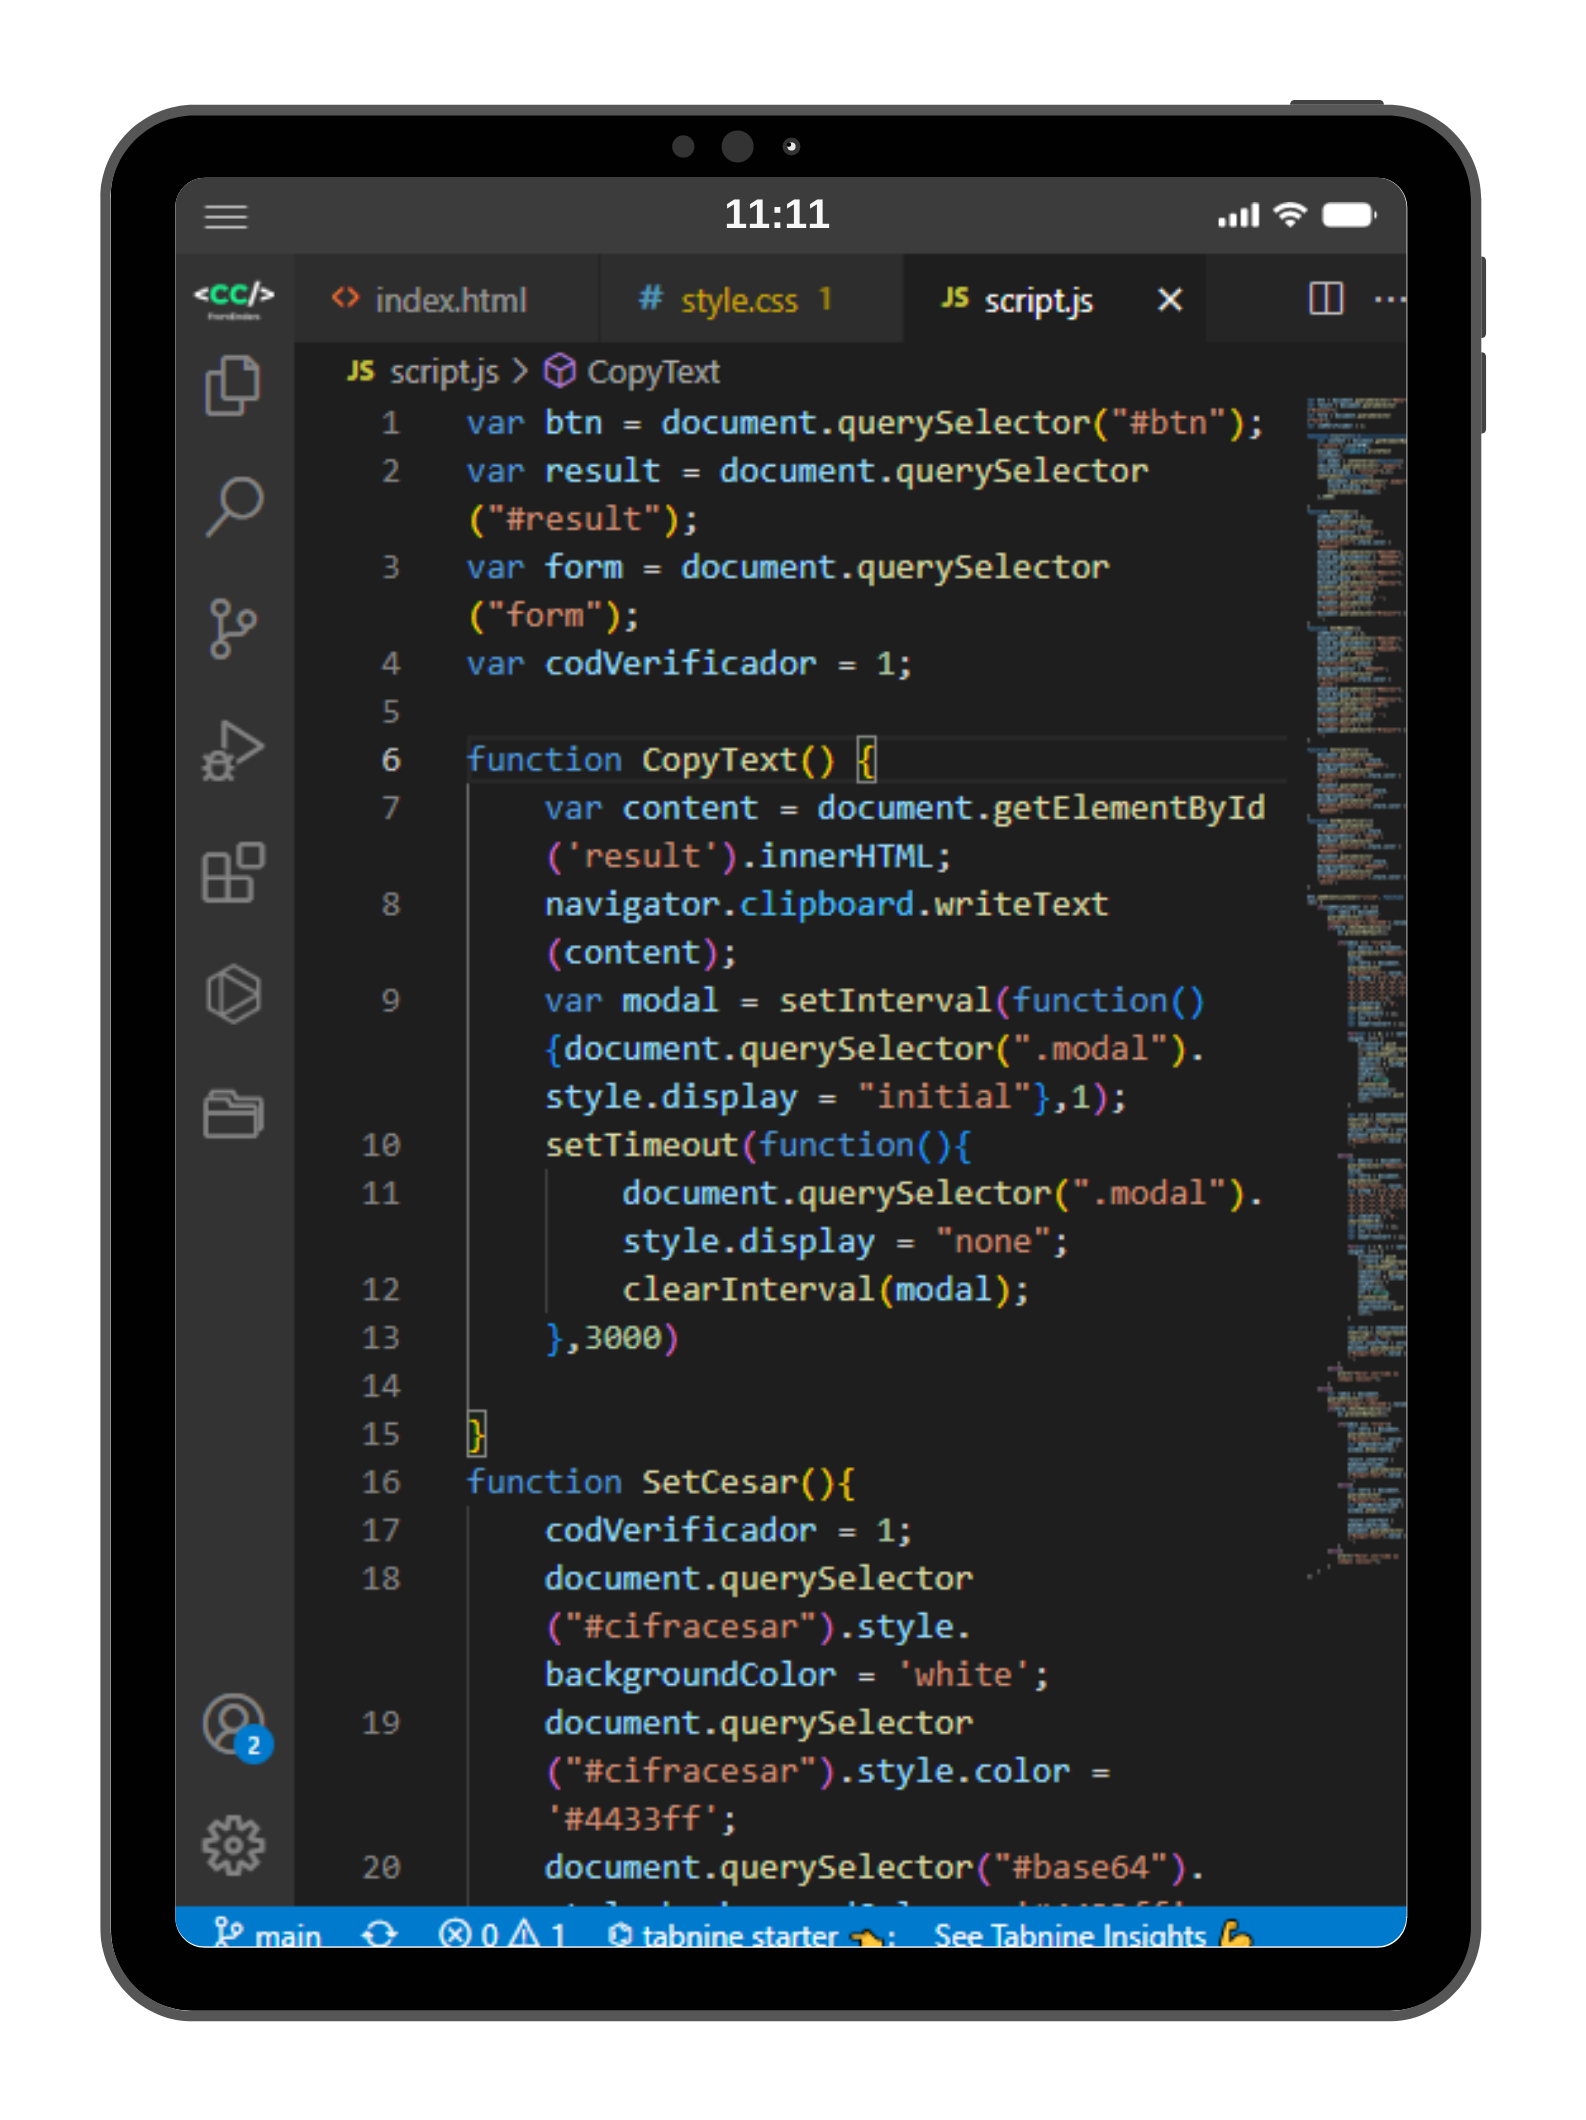 11:11
<CC/>
index.html
# style.css 1
JS script.js
JS script.js > CopyText
1 var btn = document.querySelector("#btn");
2 var result = document.querySelector
("#result");
3 var form = document.querySelector
("form");
4 var codVerificador = 1;
5
6 function CopyText() {
7 var content = document.getElementById
('result').innerHTML;
8 navigator.clipboard.writeText
(content);
9 var modal = setInterval(function()
{document.querySelector(".modal").
style.display = "initial"},1);
10 setTimeout(function(){
11 document.querySelector(".modal").
style.display = "none";
12 clearInterval(modal);
13 },3000)
14
15 }
16 function SetCesar(){
17 codVerificador = 1;
18 document.querySelector
("#cifracesar").style.
backgroundColor = 'white';
19 document.querySelector
("#cifracesar").style.color =
'#4433ff';
20 document.querySelector("#base64").
2
main 0 1 tabnine starter : See Tabnine Insights